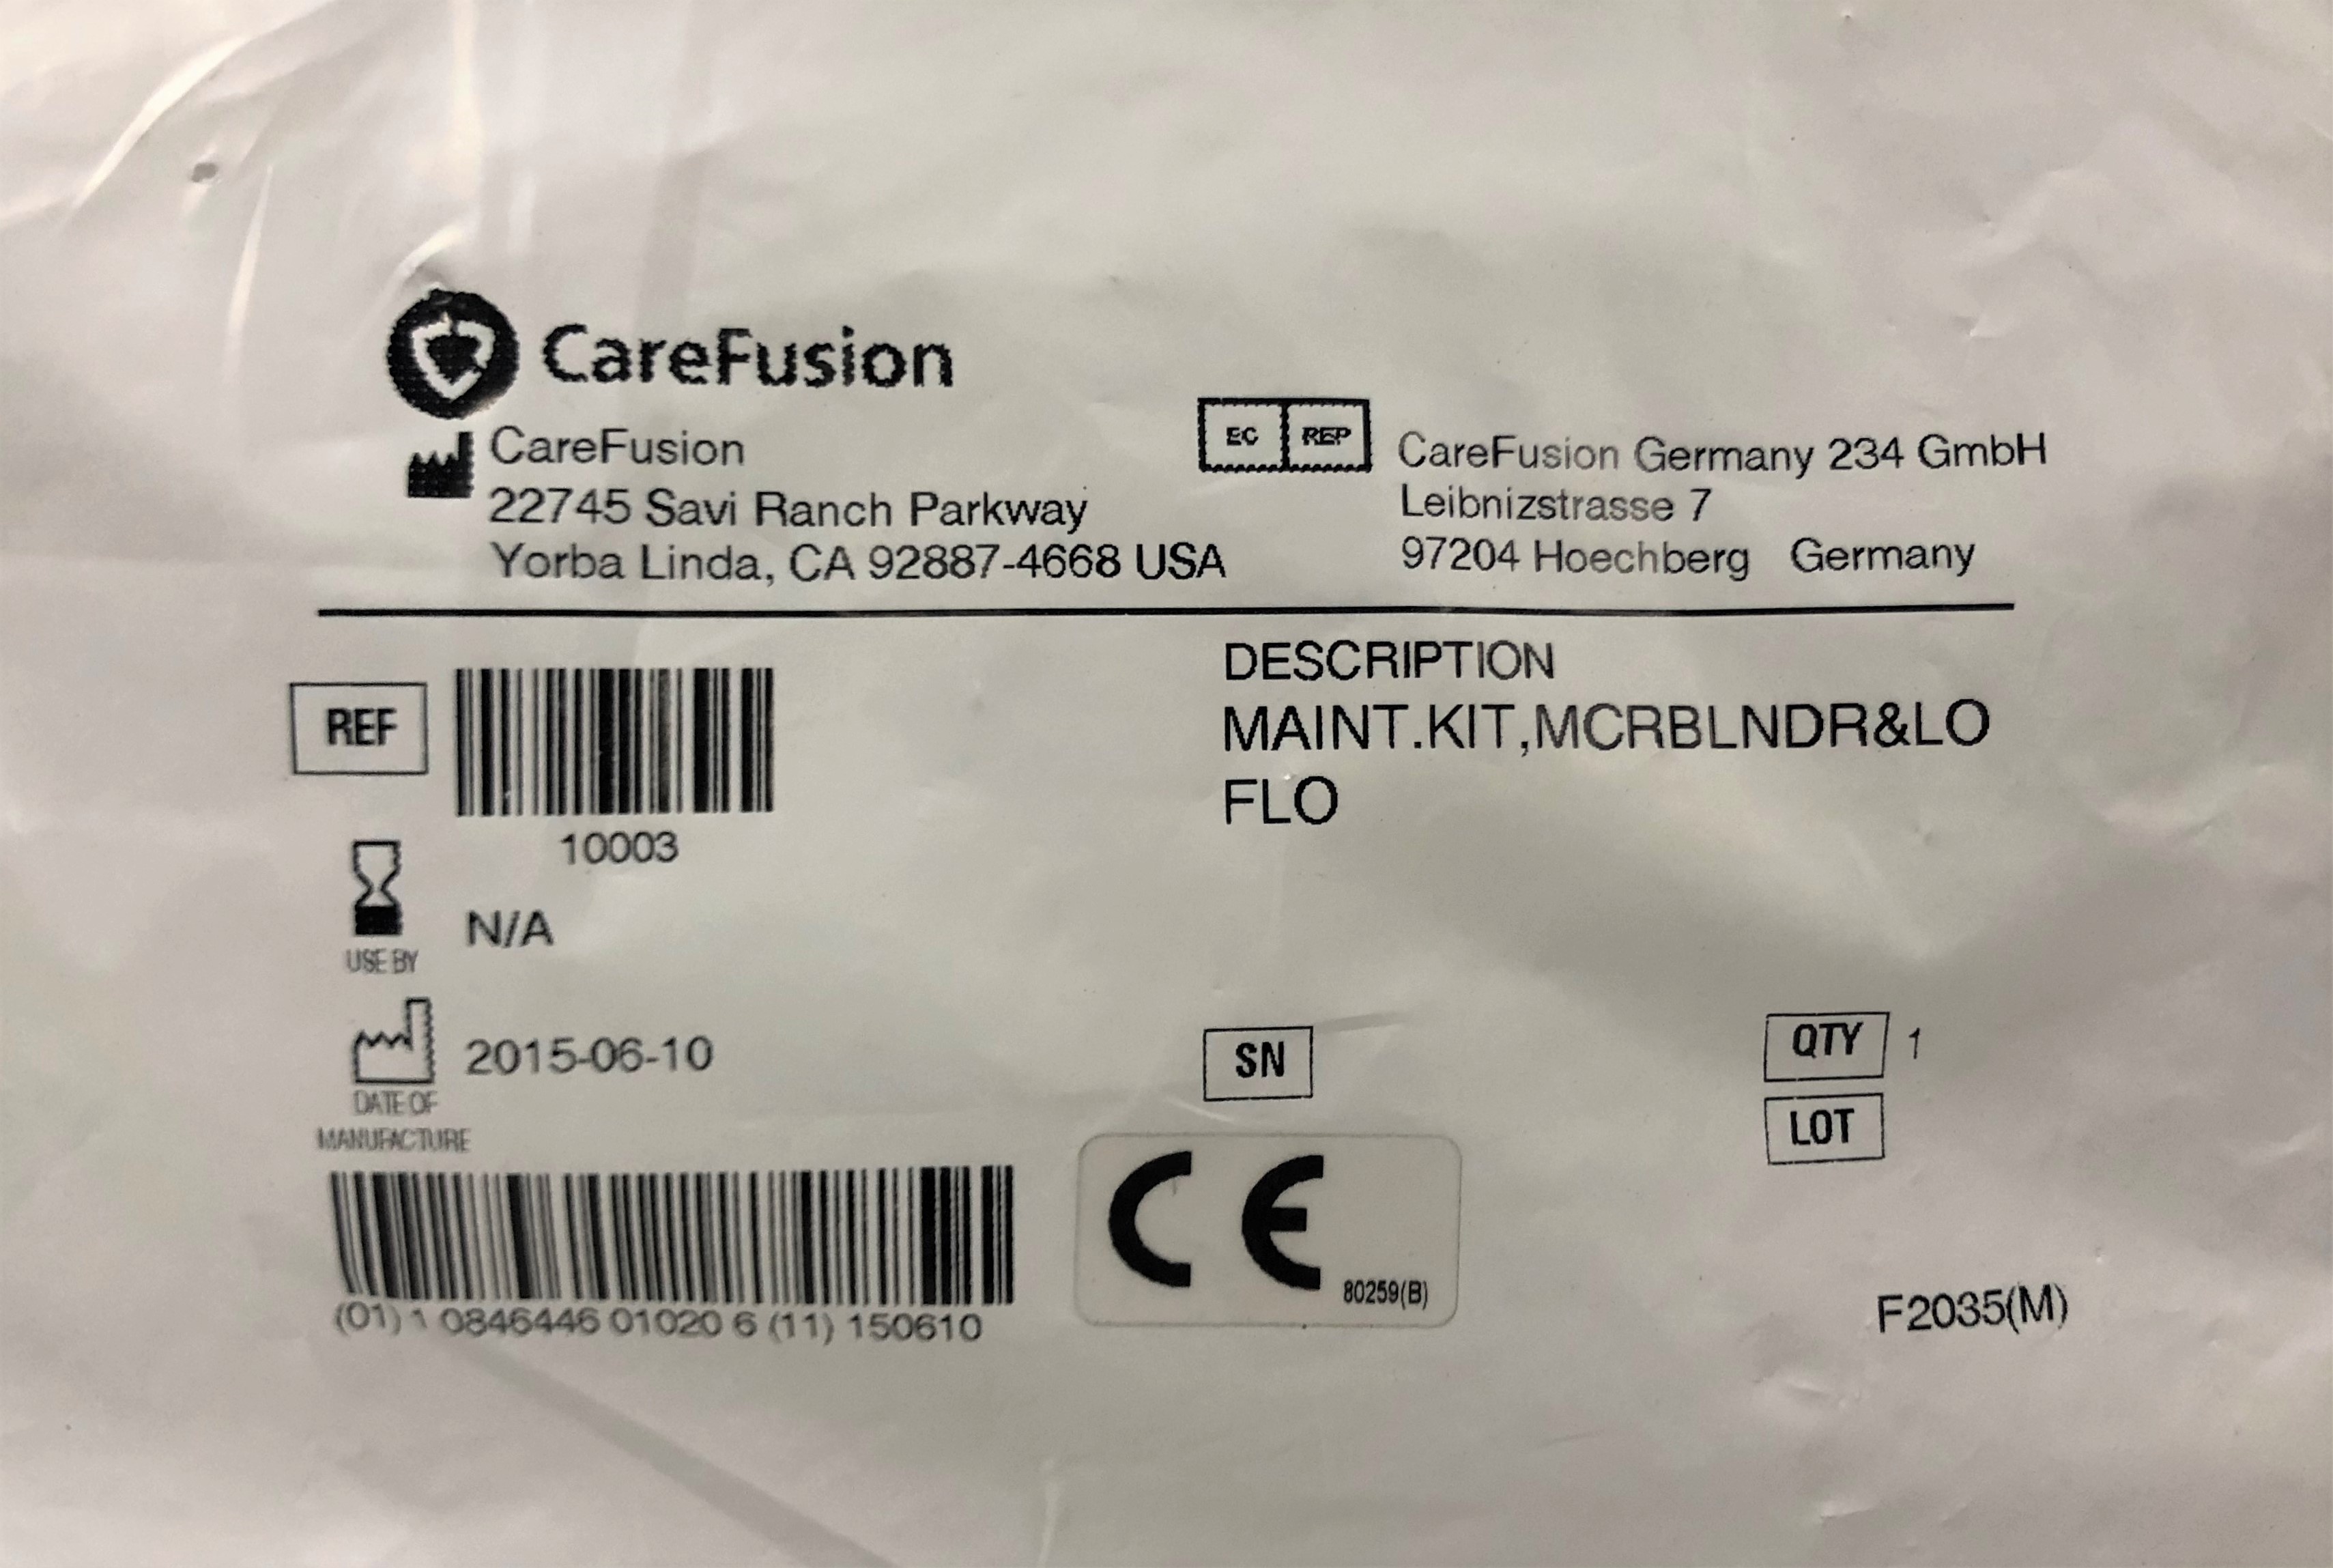 CareFusion
CareFusion
22745 Savi Ranch Parkway
Yorba Linda, CA 92887-4668 USA
EC REP
CareFusion Germany 234 GmbH
Leibnizstrasse 7
97204 Hoechberg Germany
REF
10003
DESCRIPTION
MAINT.KIT,MCRBLNDR&LO
FLO
N/A
USE BY
2015-06-10
DATE OF
MANUFACTURE
SN
QTY 1
LOT
(01) 1 0846446 01020 6 (11) 150610
CE
80259(B)
F2035(M)